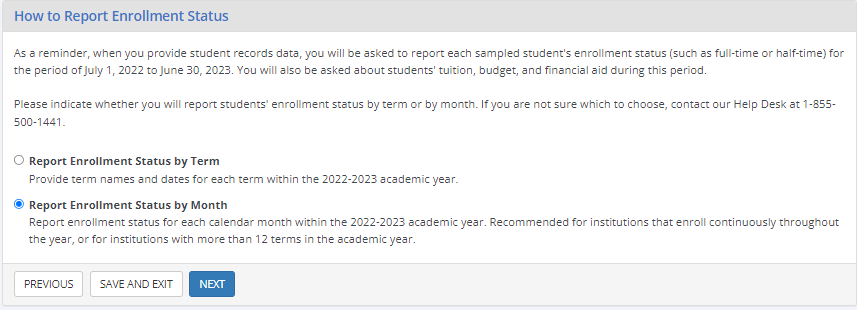 How to Report Enrollment Status
As a reminder, when you provide student records data, you will be asked to report each sampled student's enrollment status (such as full-time or half-time) for
the period of July 1, 2022 to June 30, 2023. You will also be asked about students' tuition, budget, and financial aid during this period.
Please indicate whether you will report students' enrollment status by term or by month. If you are not sure which to choose, contact our Help Desk at 1-855-
500-1441.
Report Enrollment Status by Term
Provide term names and dates for each term within the 2022-2023 academic year.
Report Enrollment Status by Month
Report enrollment status for each calendar month within the 2022-2023 academic year. Recommended for institutions that enroll continuously throughout
the year, or for institutions with more than 12 terms in the academic year.
PREVIOUS SAVE AND EXIT NEXT